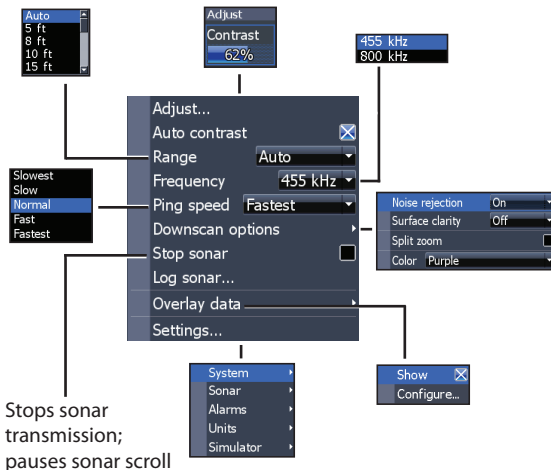 Auto
5 ft
8 ft
10 ft
15 ft
Adjust
Contrast
62%
455 kHz
800 kHz
Adjust...
Auto contrast
Range Auto
Frequency 455 kHz
Ping speed Fastest
Downscan options
Stop sonar
Log sonar...
Overlay data
Settings...
Slowest
Slow
Normal
Fast
Fastest
Noise rejection On
Surface clarity Off
Split zoom
Color Purple
System
Sonar
Alarms
Units
Simulator
Show
Configure...
Stops sonar
transmission;
pauses sonar scroll